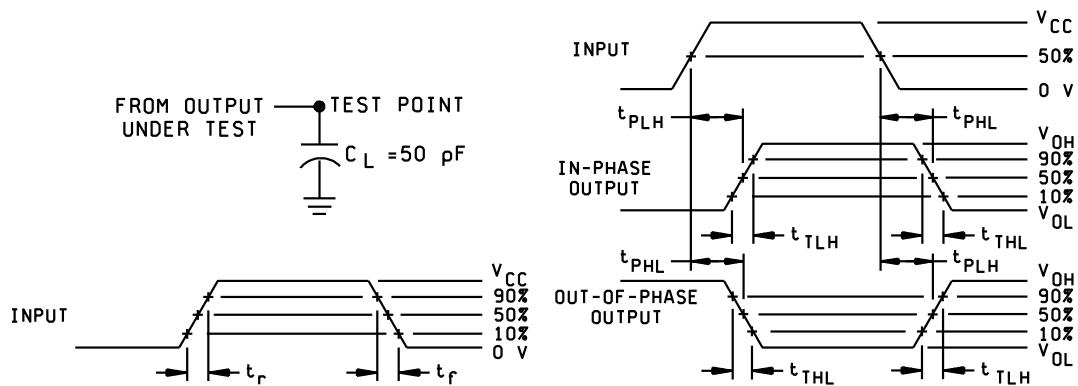 FROM OUTPUT UNDER TEST
TEST POINT
C_L =50 pF
INPUT
V_CC
90%
50%
10%
0 V
t_r
t_f
INPUT
V_CC
50%
0 V
t_PLH
t_PHL
IN-PHASE
OUTPUT
V_OH
90%
50%
10%
V_OL
t_TLH
t_THL
t_PHL
t_PLH
OUT-OF-PHASE
OUTPUT
V_OH
90%
50%
10%
V_OL
t_THL
t_TLH